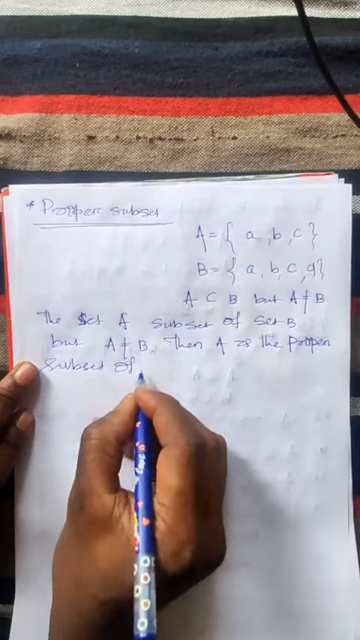 * Proper subset
A = { a, b, c }
B = { a, b, c, g }
A ⊂ B but A ≠ B
The Set A subset of set B
but A ≠ B. Then A is the proper
subset of